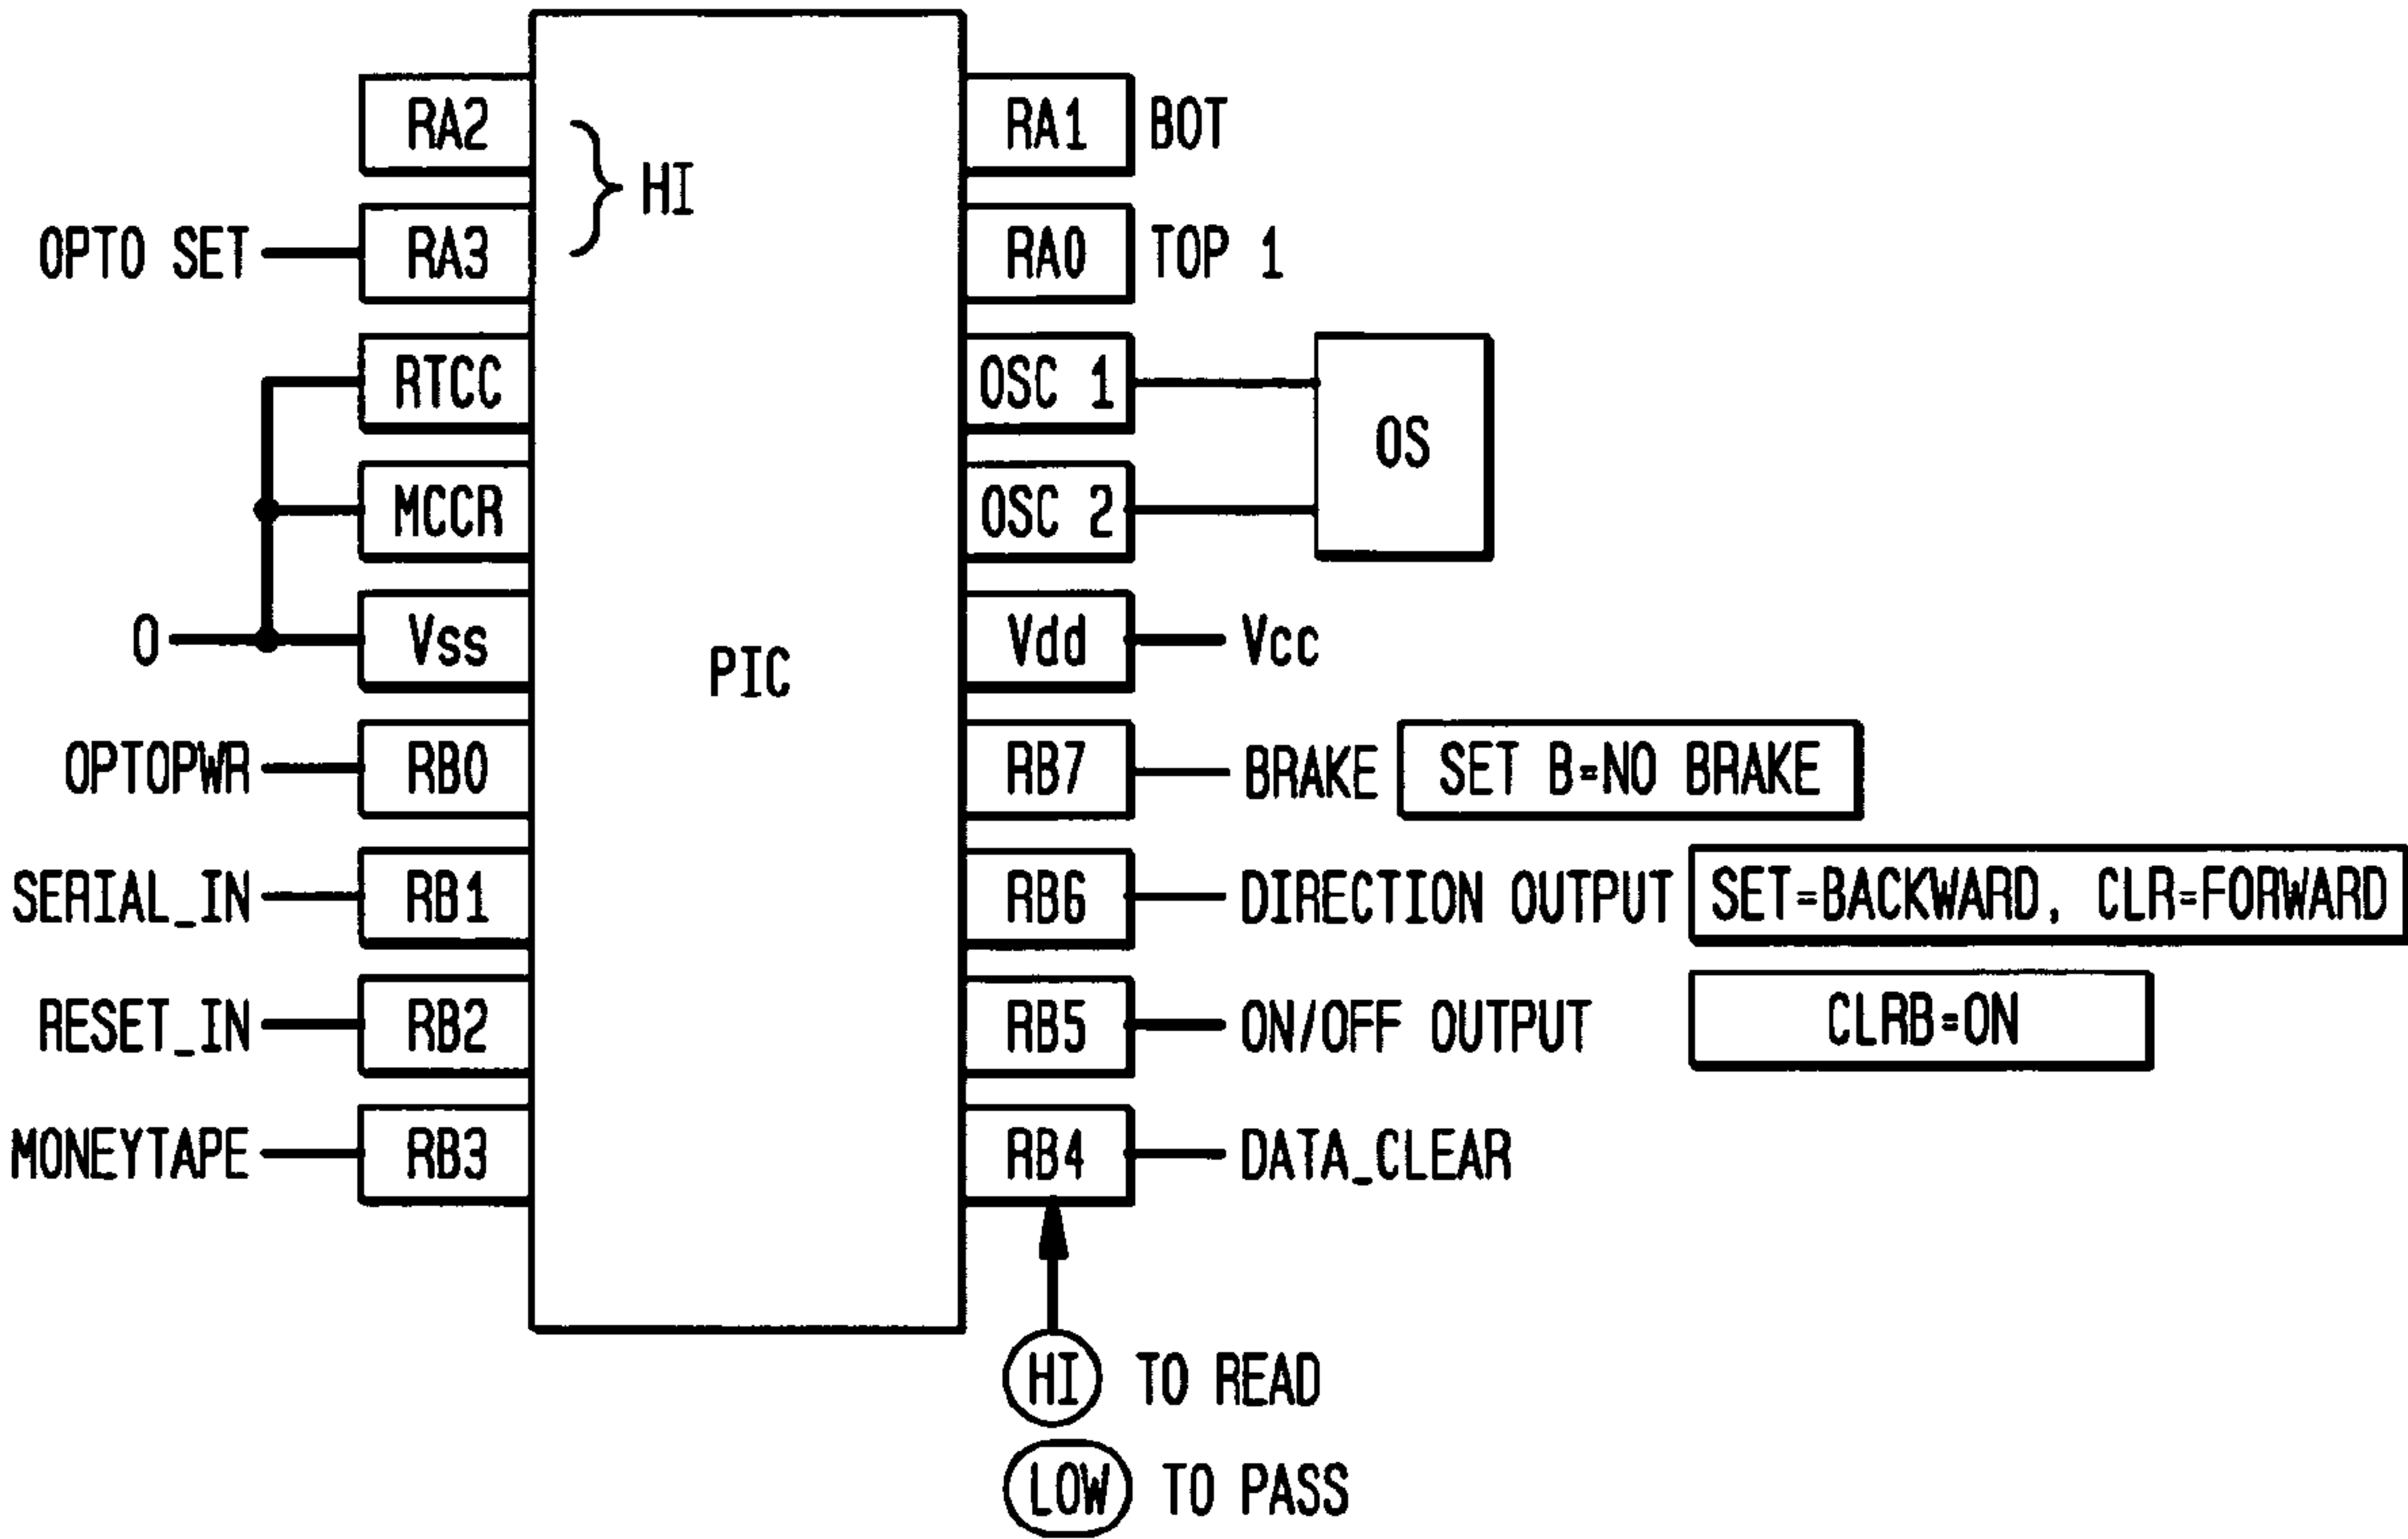 RA2
HI
RA1 BOT
OPTO SET RA3
RA0 TOP 1
RTCC
OSC 1
OS
MCCR
OSC 2
0 Vss
PIC
Vdd Vcc
OPTOPWR RB0
RB7 BRAKE SET B=NO BRAKE
SERIAL_IN RB1
RB6 DIRECTION OUTPUT SET=BACKWARD, CLR=FORWARD
RESET_IN RB2
RB5 ON/OFF OUTPUT CLRB=ON
MONEYTAPE RB3
RB4 DATA_CLEAR
HI TO READ
LOW TO PASS